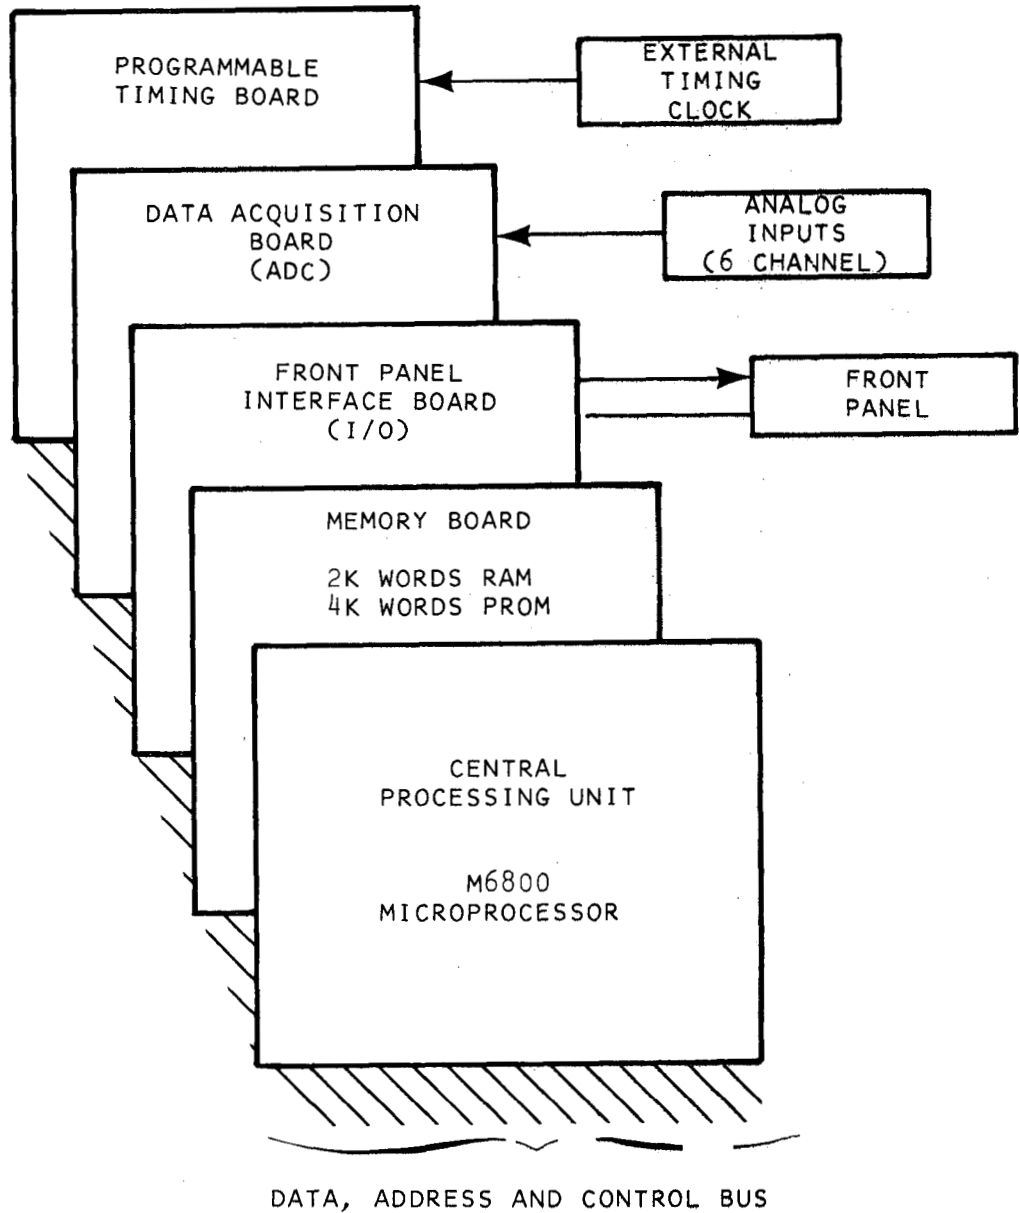 PROGRAMMABLE
TIMING BOARD
EXTERNAL
TIMING
CLOCK
DATA ACQUISITION
BOARD
(ADC)
ANALOG
INPUTS
(6 CHANNEL)
FRONT PANEL
INTERFACE BOARD
(I/O)
FRONT
PANEL
MEMORY BOARD
2K WORDS RAM
4K WORDS PROM
CENTRAL
PROCESSING UNIT
M6800
MICROPROCESSOR
DATA, ADDRESS AND CONTROL BUS